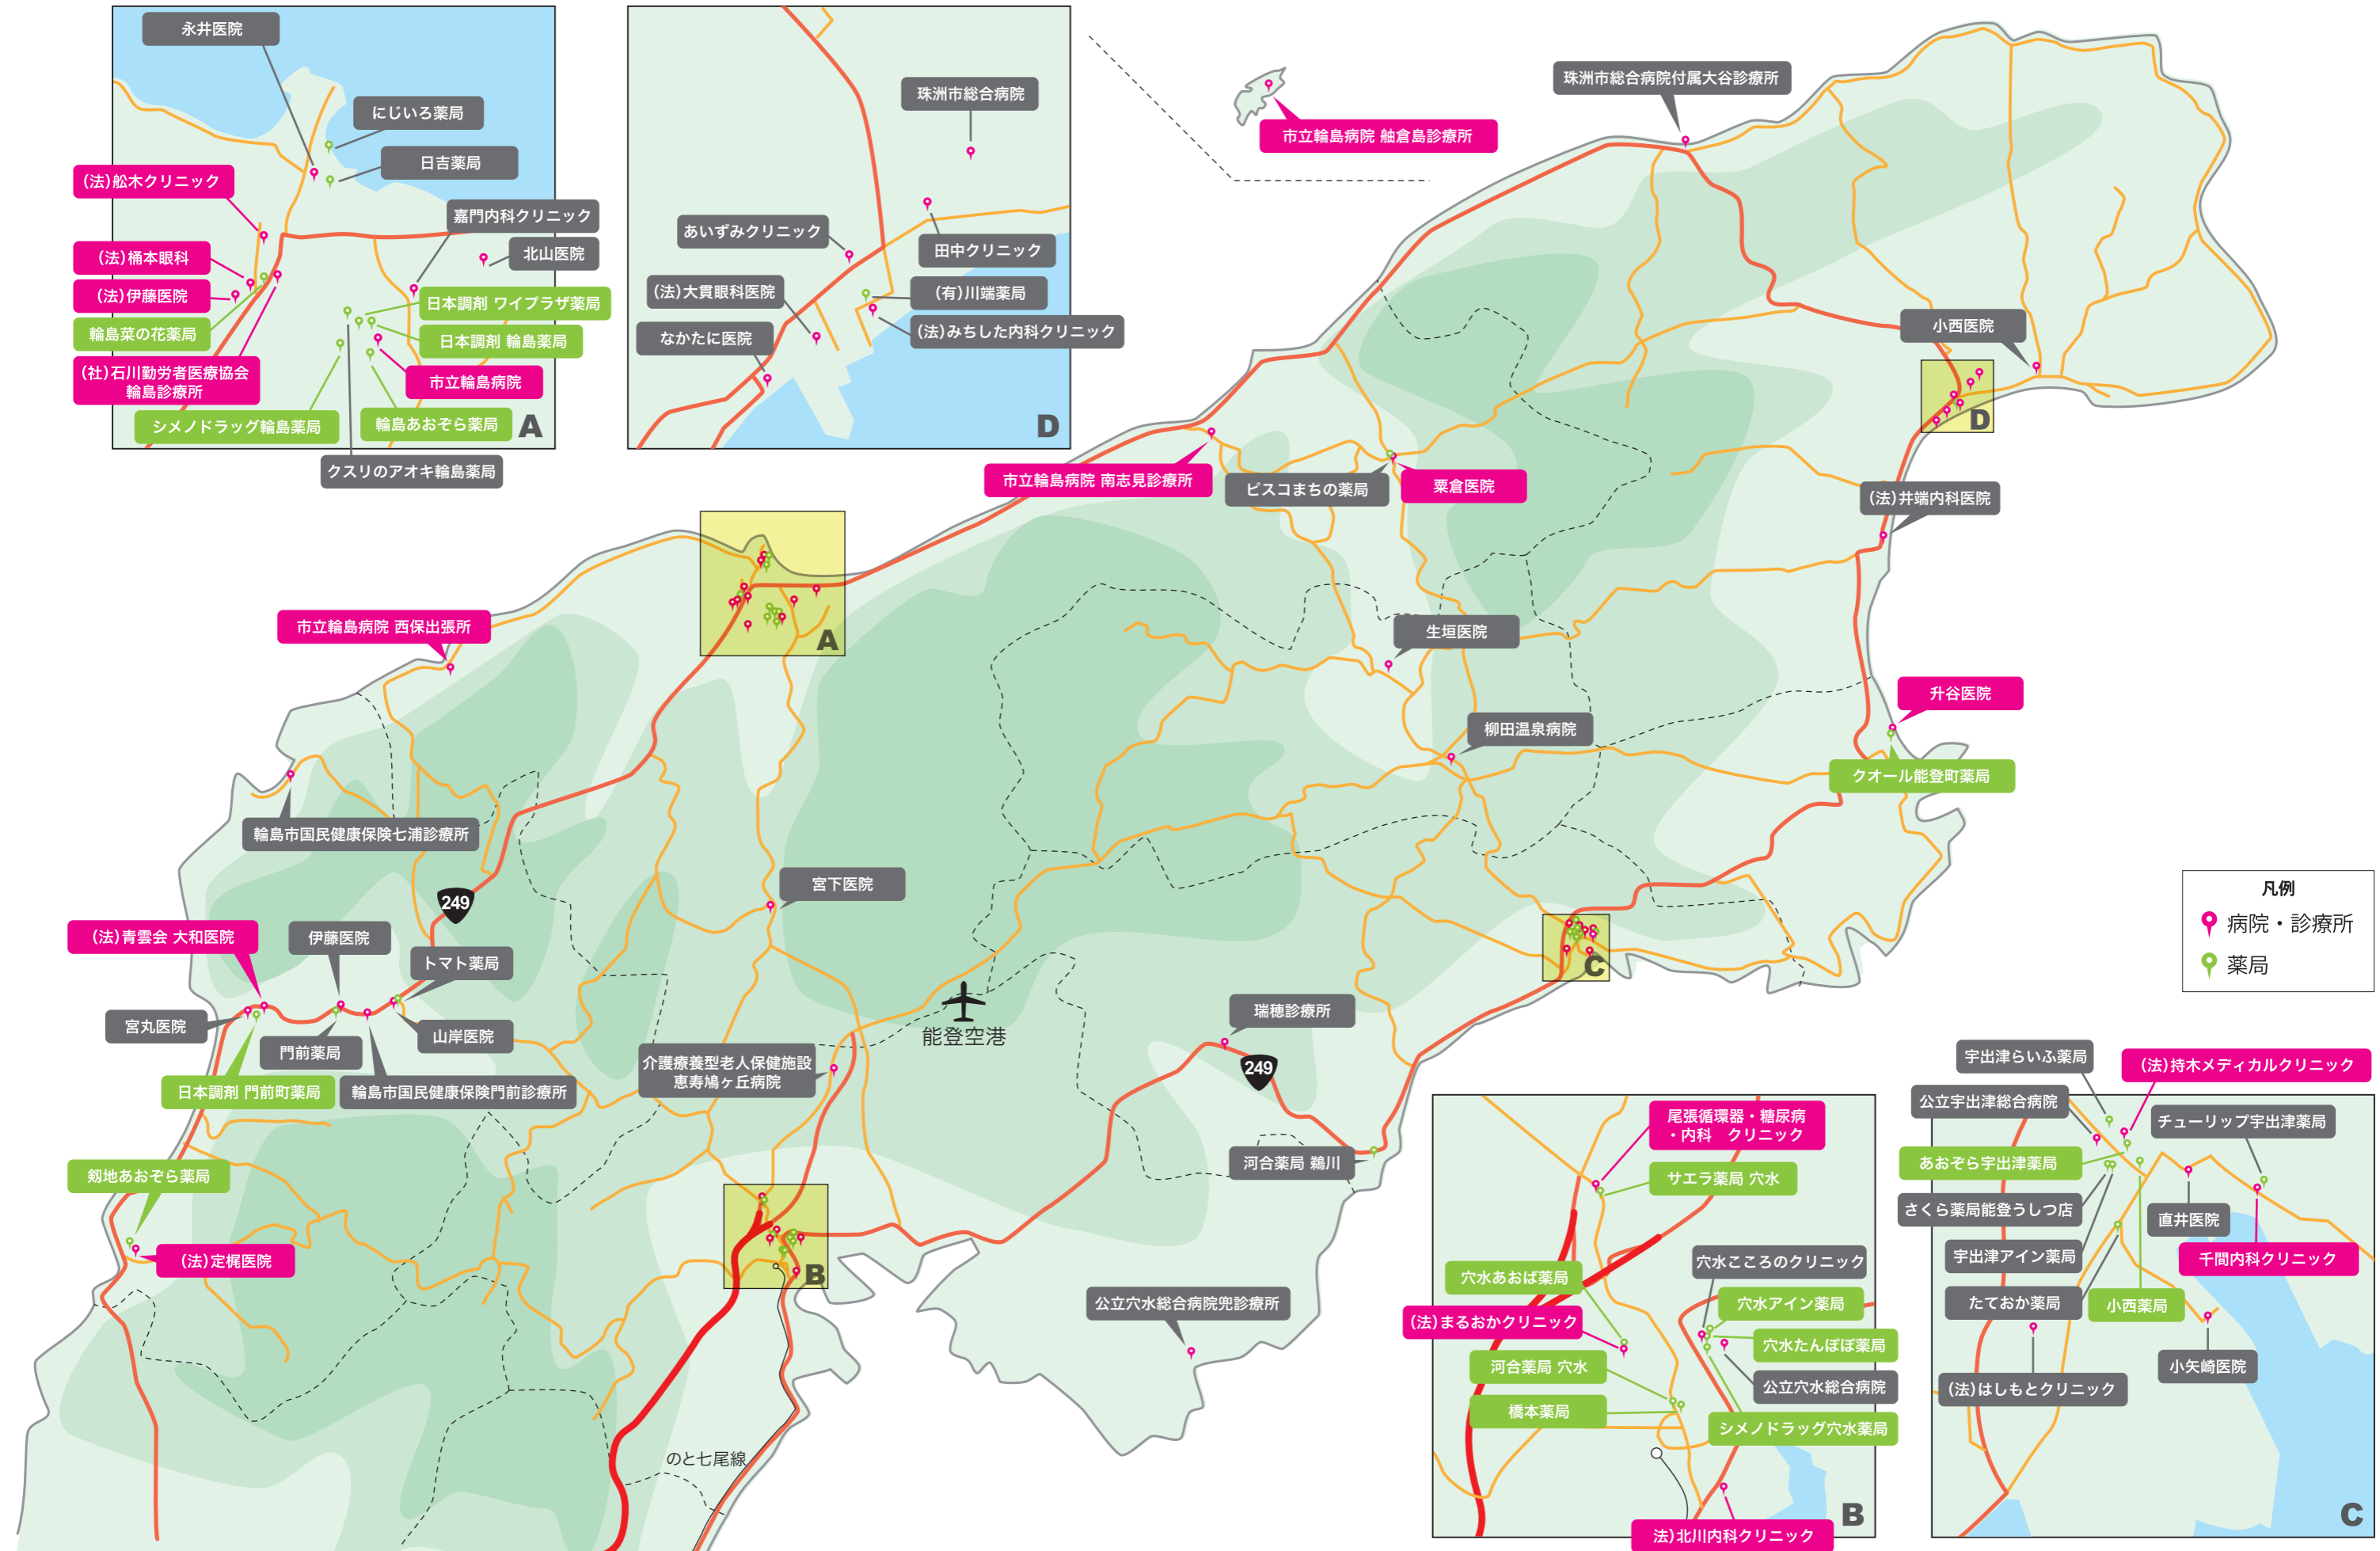 永井医院
にじいろ薬局
日吉薬局
(法)舩木クリニック
嘉門内科クリニック
北山医院
(法)桶本眼科
(法)伊藤医院
日本調剤 ワイプラザ薬局
輪島菜の花薬局
日本調剤 輪島薬局
(社)石川勤労者医療協会
輪島診療所
市立輪島病院
シメノドラッグ輪島薬局
輪島あおぞら薬局
A
クスリのアオキ輪島薬局
珠洲市総合病院
あいずみクリニック
田中クリニック
(法)大貫眼科医院
(有)川端薬局
なかたに医院
(法)みちした内科クリニック
D
市立輪島病院 舳倉島診療所
珠洲市総合病院付属大谷診療所
小西医院
D
市立輪島病院 南志見診療所
ピスコまちの薬局
粟倉医院
(法)井端内科医院
A
市立輪島病院 西保出張所
生垣医院
升谷医院
柳田温泉病院
クオール能登町薬局
輪島市国民健康保険七浦診療所
宮下医院
249
凡例
病院・診療所
薬局
(法)青雲会 大和医院
伊藤医院
トマト薬局
C
宮丸医院
門前薬局
山岸医院
能登空港
瑞穂診療所
249
日本調剤 門前町薬局
輪島市国民健康保険門前診療所
介護療養型老人保健施設
恵寿鳩ヶ丘病院
剱地あおぞら薬局
(法)定梶医院
河合薬局 鵜川
B
公立穴水総合病院兜診療所
のと七尾線
尾張循環器・糖尿病
・内科 クリニック
サエラ薬局 穴水
穴水こころのクリニック
穴水あおば薬局
穴水アイン薬局
(法)まるおかクリニック
穴水たんぽぽ薬局
河合薬局 穴水
公立穴水総合病院
橋本薬局
シメノドラッグ穴水薬局
B
法)北川内科クリニック
宇出津らいふ薬局
(法)持木メディカルクリニック
公立宇出津総合病院
チューリップ宇出津薬局
あおぞら宇出津薬局
さくら薬局能登うしつ店
直井医院
宇出津アイン薬局
千間内科クリニック
たておか薬局
小西薬局
小矢崎医院
(法)はしもとクリニック
C